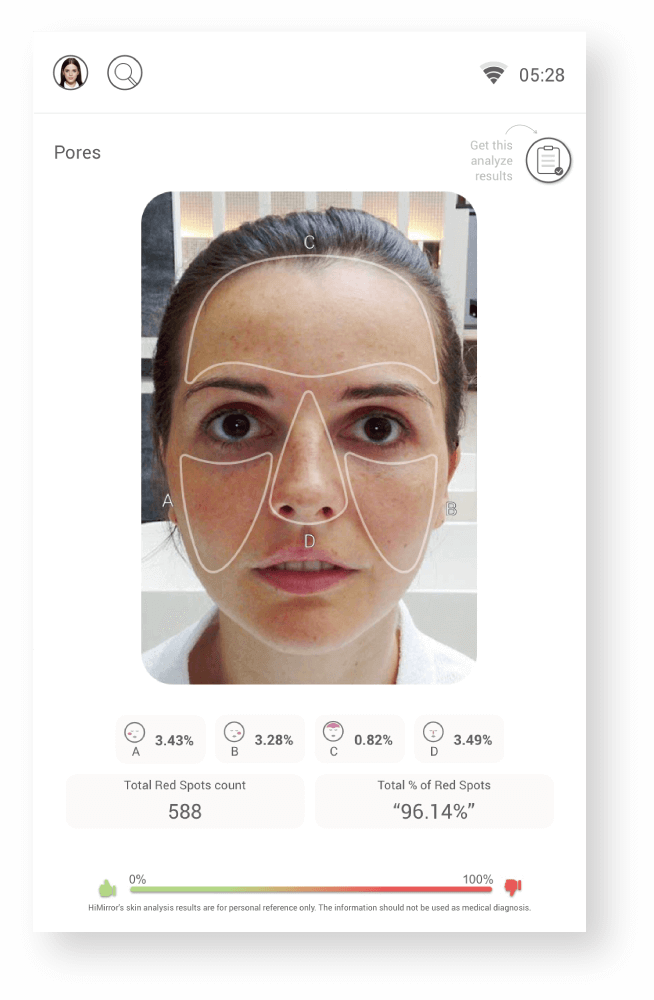 05:28
Pores
Get this
analyze
results
C
A
B
D
3.43%
A
3.28%
B
0.82%
C
3.49%
D
Total Red Spots count
588
Total % of Red Spots
“96.14%”
0%
100%
HiMirror's skin analysis results are for personal reference only. The information should not be used as medical diagnosis.